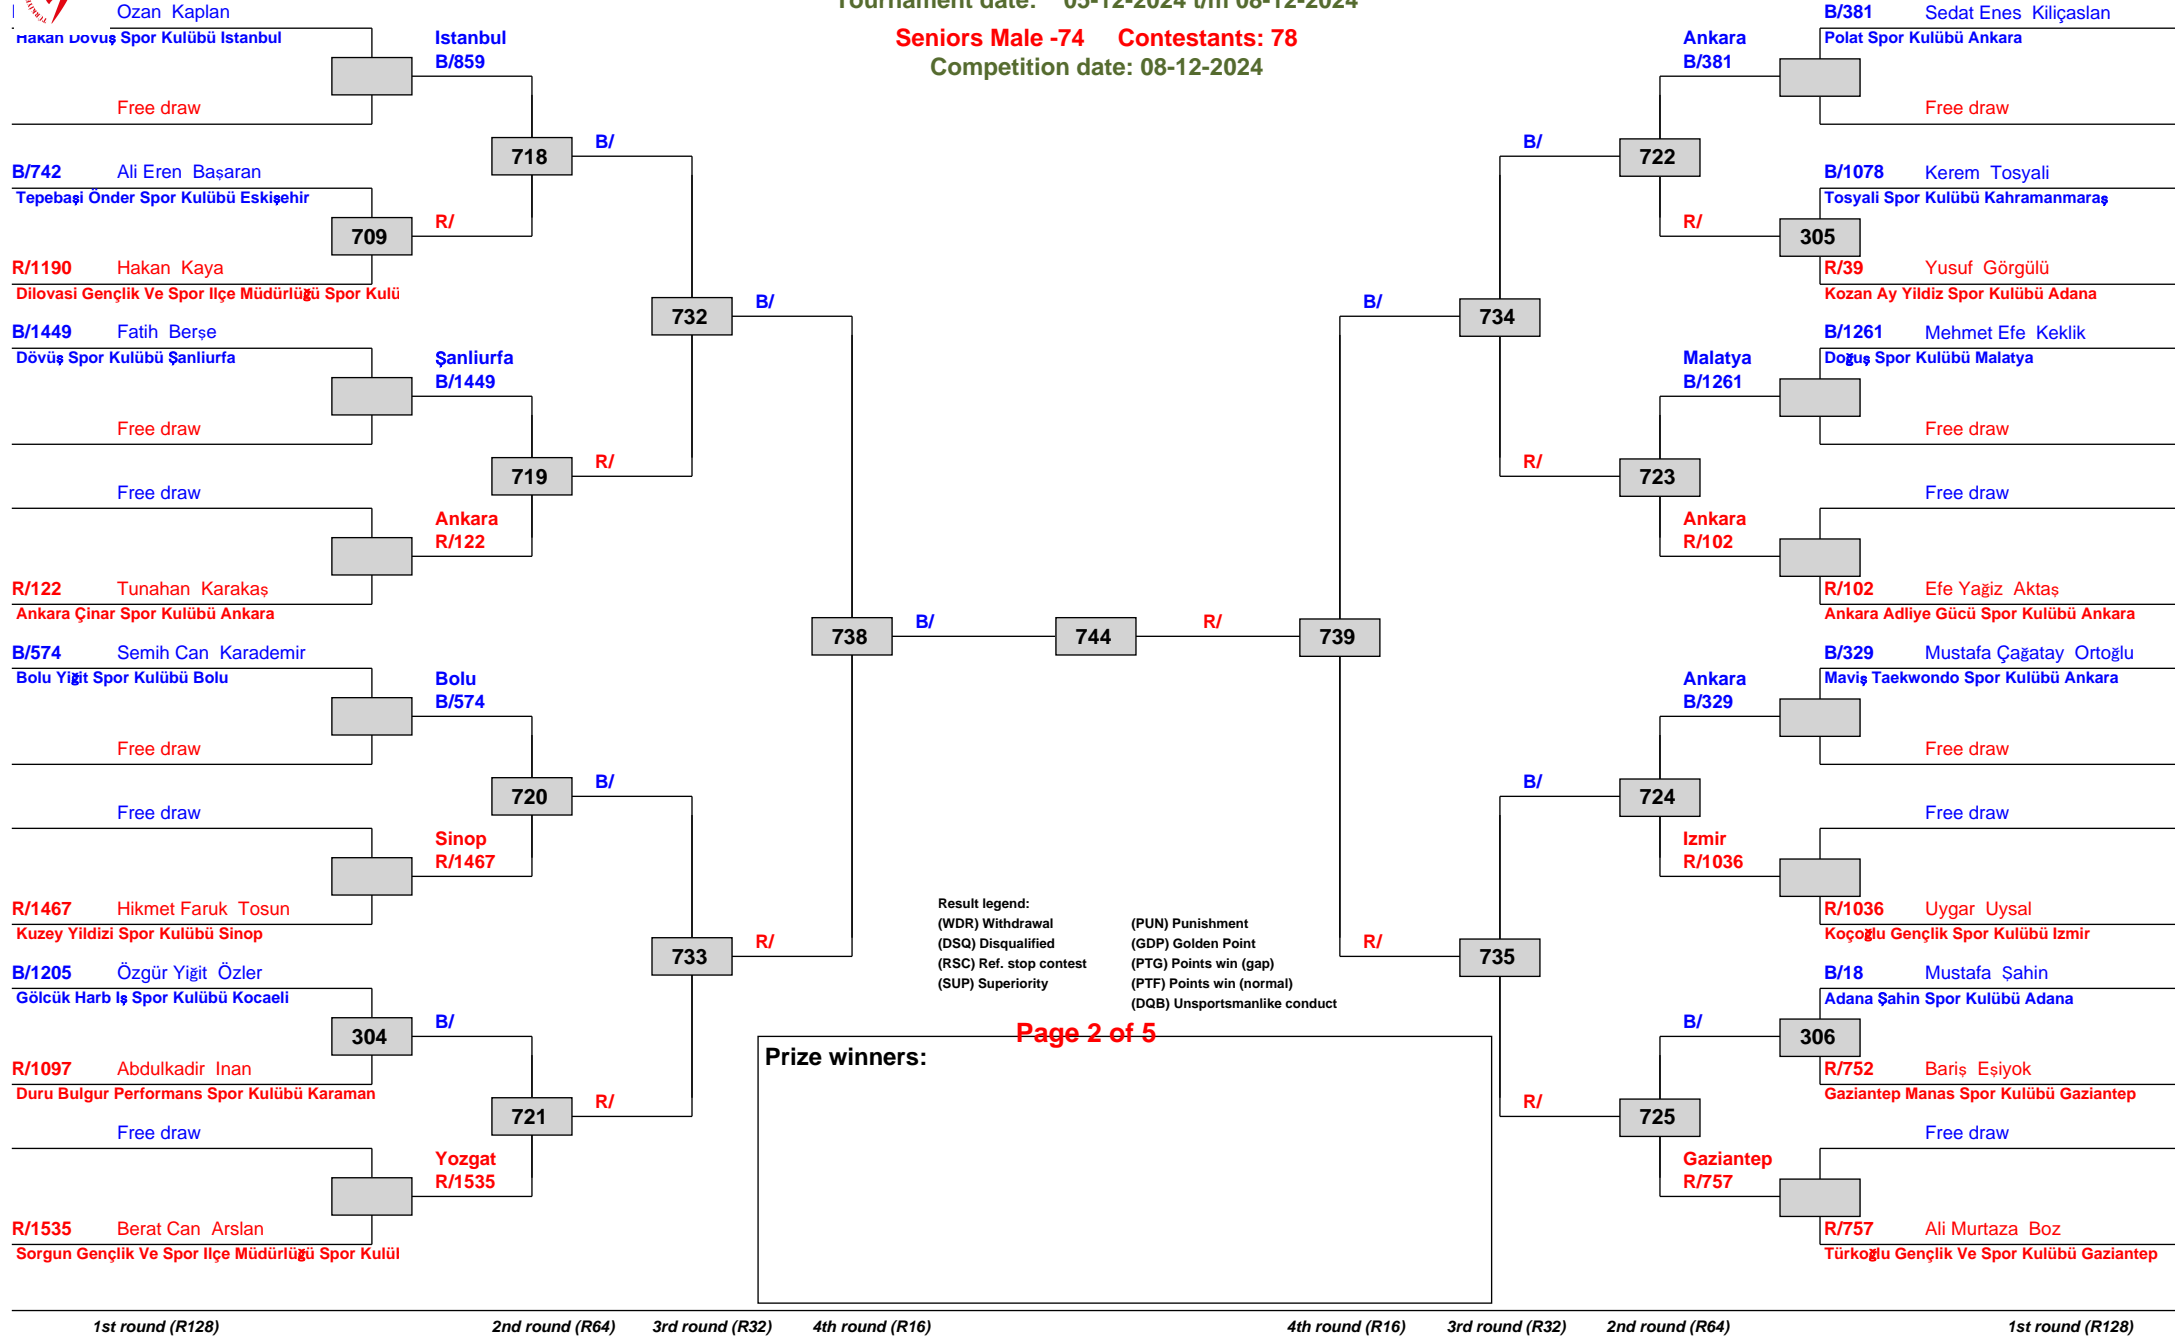 Tournament date: 05-12-2024 t/m 08-12-2024
Seniors Male -74 Contestants: 78
Competition date: 08-12-2024
Ozan Kaplan
Hakan Dövüş Spor Kulübü Istanbul
Free draw
Istanbul
B/859
B/742 Ali Eren Başaran
Tepebaşi Önder Spor Kulübü Eskişehir
709
R/1190 Hakan Kaya
Dilovasi Gençlik Ve Spor Ilçe Müdürlüğü Spor Kulü
R/
718
B/
B/1449 Fatih Berşe
Dövüş Spor Kulübü Şanliurfa
Free draw
Şanliurfa
B/1449
Free draw
R/122 Tunahan Karakaş
Ankara Çinar Spor Kulübü Ankara
Ankara
R/122
719
R/
732
B/
B/574 Semih Can Karademir
Bolu Yiğit Spor Kulübü Bolu
Free draw
Bolu
B/574
Free draw
R/1467 Hikmet Faruk Tosun
Kuzey Yildizi Spor Kulübü Sinop
Sinop
R/1467
720
B/
B/1205 Özgür Yiğit Özler
Gölcük Harb Iş Spor Kulübü Kocaeli
304
R/1097 Abdulkadir Inan
Duru Bulgur Performans Spor Kulübü Karaman
B/
Free draw
R/1535 Berat Can Arslan
Sorgun Gençlik Ve Spor Ilçe Müdürlüğü Spor Kulül
Yozgat
R/1535
721
R/
733
R/
738
B/
744
R/
739
B/381 Sedat Enes Kiliçaslan
Polat Spor Kulübü Ankara
Free draw
Ankara
B/381
B/1078 Kerem Tosyali
Tosyali Spor Kulübü Kahramanmaraş
305
R/39 Yusuf Görgülü
Kozan Ay Yildiz Spor Kulübü Adana
R/
722
B/
B/1261 Mehmet Efe Keklik
Doğuş Spor Kulübü Malatya
Free draw
Malatya
B/1261
Free draw
R/102 Efe Yağiz Aktaş
Ankara Adliye Gücü Spor Kulübü Ankara
Ankara
R/102
723
R/
734
B/
B/329 Mustafa Çağatay Ortoğlu
Maviş Taekwondo Spor Kulübü Ankara
Free draw
Ankara
B/329
Free draw
R/1036 Uygar Uysal
Koçoğlu Gençlik Spor Kulübü Izmir
Izmir
R/1036
724
B/
B/18 Mustafa Şahin
Adana Şahin Spor Kulübü Adana
306
R/752 Bariş Eşiyok
Gaziantep Manas Spor Kulübü Gaziantep
B/
Free draw
R/757 Ali Murtaza Boz
Türkoğlu Gençlik Ve Spor Kulübü Gaziantep
Gaziantep
R/757
725
R/
735
R/
Result legend:
(WDR) Withdrawal (PUN) Punishment
(DSQ) Disqualified (GDP) Golden Point
(RSC) Ref. stop contest (PTG) Points win (gap)
(SUP) Superiority (PTF) Points win (normal)
(DQB) Unsportsmanlike conduct
Page 2 of 5
Prize winners:
1st round (R128) 2nd round (R64) 3rd round (R32) 4th round (R16) 4th round (R16) 3rd round (R32) 2nd round (R64) 1st round (R128)